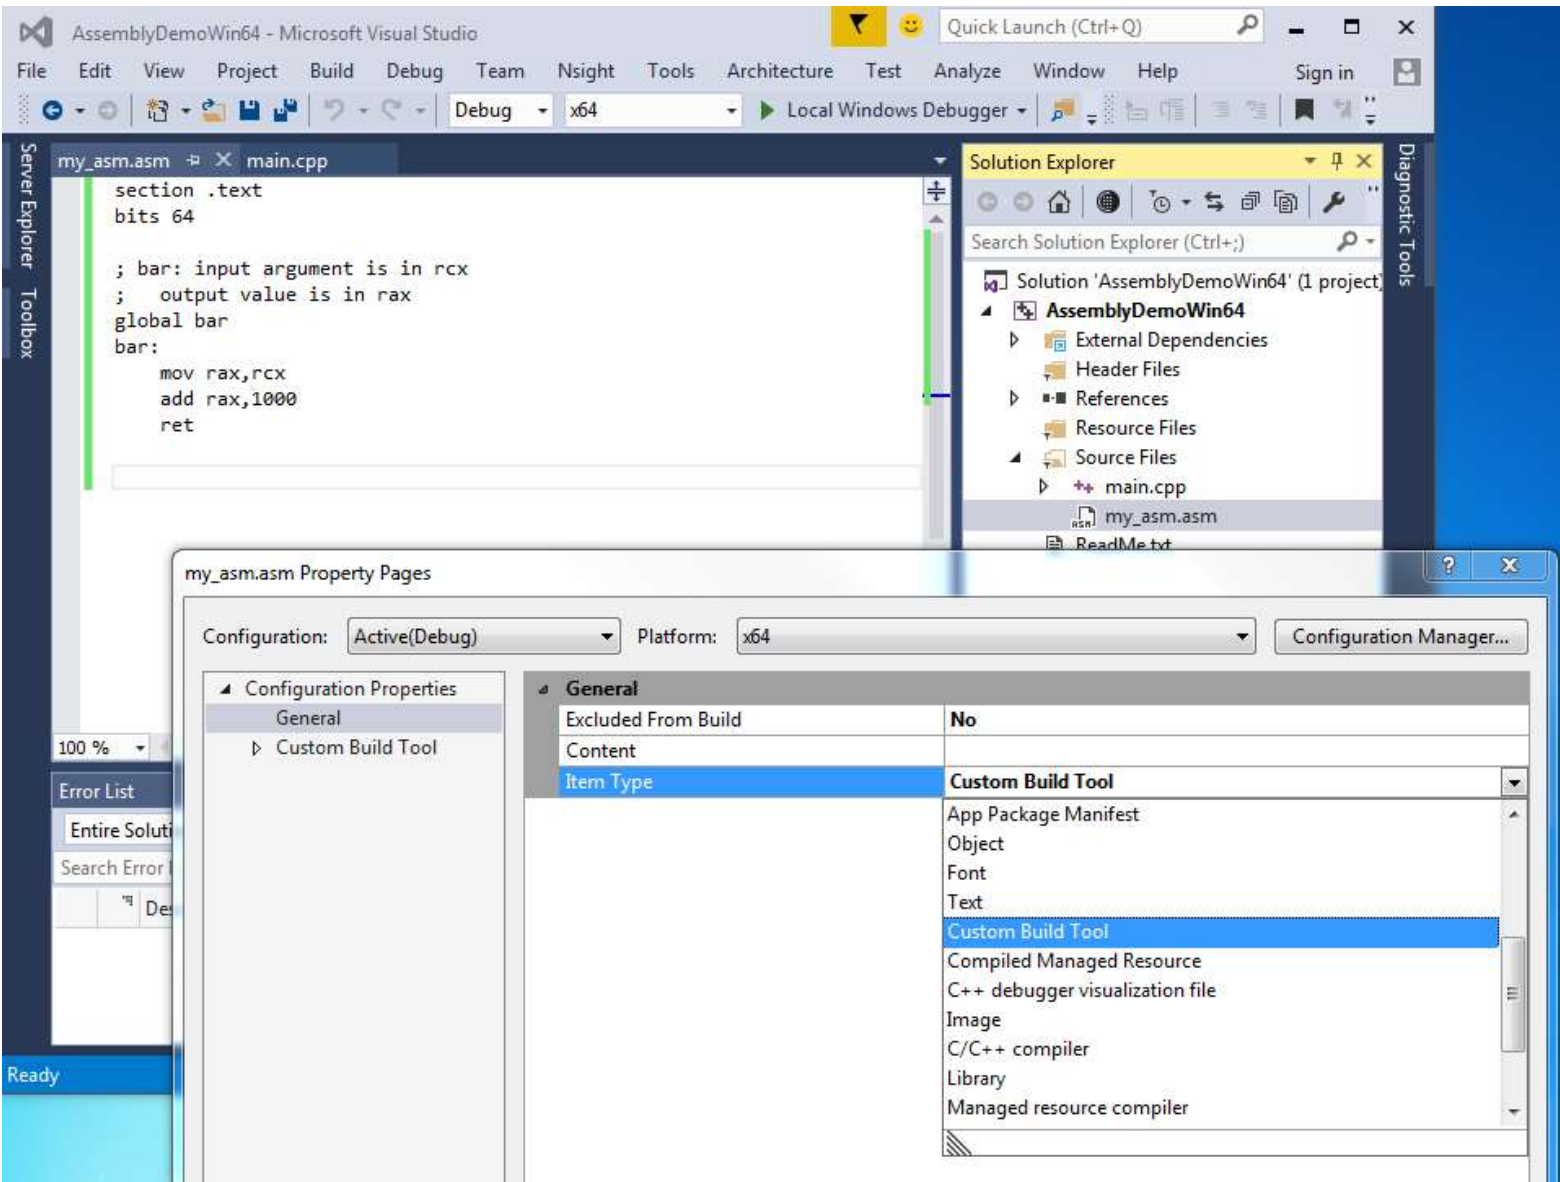 AssemblyDemoWin64 - Microsoft Visual Studio
Quick Launch (Ctrl+Q)
File Edit View Project Build Debug Team Nsight Tools Architecture Test Analyze Window Help Sign in
Debug x64 Local Windows Debugger
Server Explorer Toolbox
my_asm.asm main.cpp
section .text
bits 64
; bar: input argument is in rcx
; output value is in rax
global bar
bar:
mov rax,rcx
add rax,1000
ret
Solution Explorer
Search Solution Explorer (Ctrl+;)
Solution 'AssemblyDemoWin64' (1 project)
AssemblyDemoWin64
External Dependencies
Header Files
References
Resource Files
Source Files
main.cpp
my_asm.asm
ReadMe.txt
Diagnostic Tools
100 %
Error List
Entire Soluti
Search Error
Des
Ready
my_asm.asm Property Pages
Configuration: Active(Debug) Platform: x64 Configuration Manager...
Configuration Properties
General
Custom Build Tool
General
Excluded From Build No
Content
Item Type Custom Build Tool
App Package Manifest
Object
Font
Text
Custom Build Tool
Compiled Managed Resource
C++ debugger visualization file
Image
C/C++ compiler
Library
Managed resource compiler